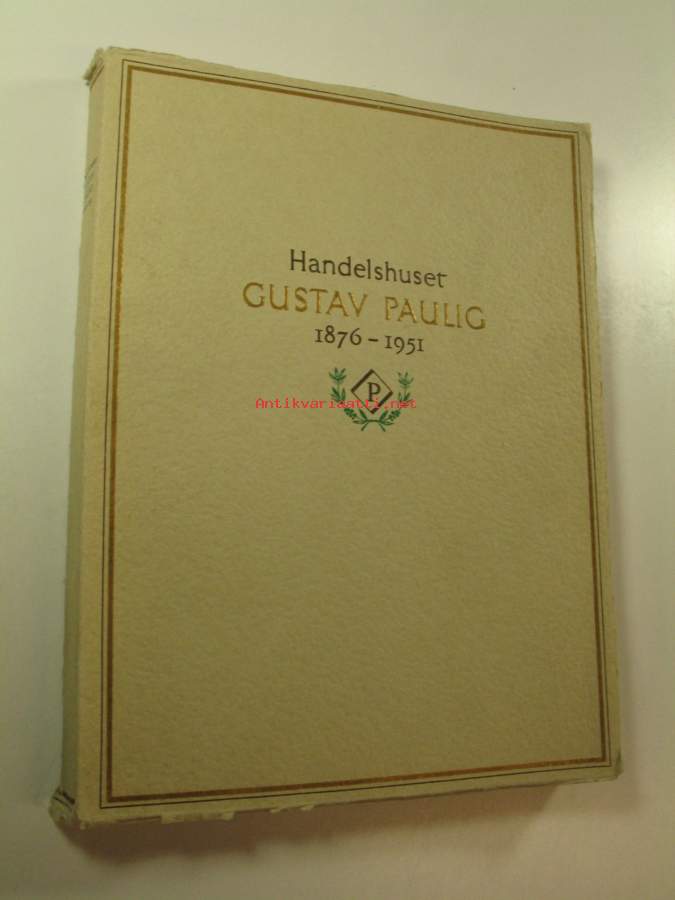 Handelshuset
GUSTAV PAULIG
1876 – 1951
P
Antikvariaatti.net